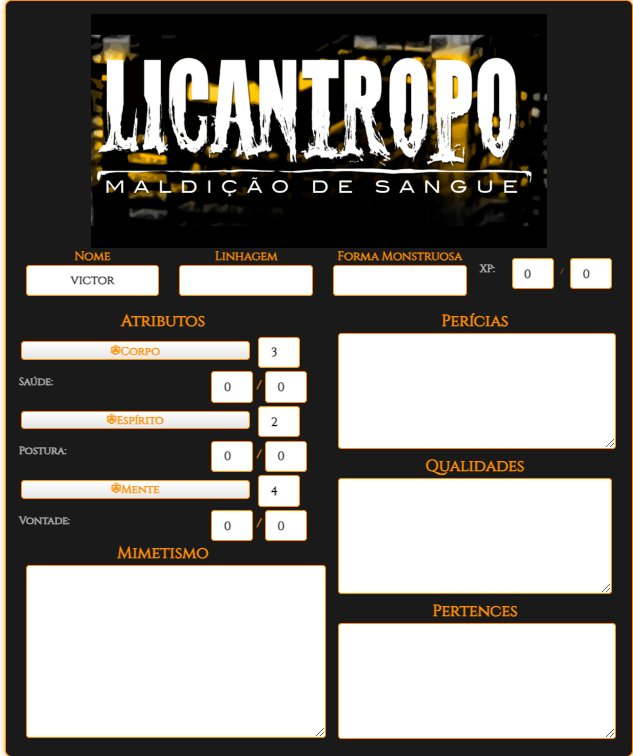 LICANTROPO
MALDIÇÃO DE SANGUE
Nome
Linhagem
Forma Monstruosa
VICTOR
XP:
0 / 0
Atributos
Corpo 3
Saúde: 0 / 0
Espírito 2
Postura: 0 / 0
Mente 4
Vontade: 0 / 0
Mimetismo
Perícias
Qualidades
Pertences